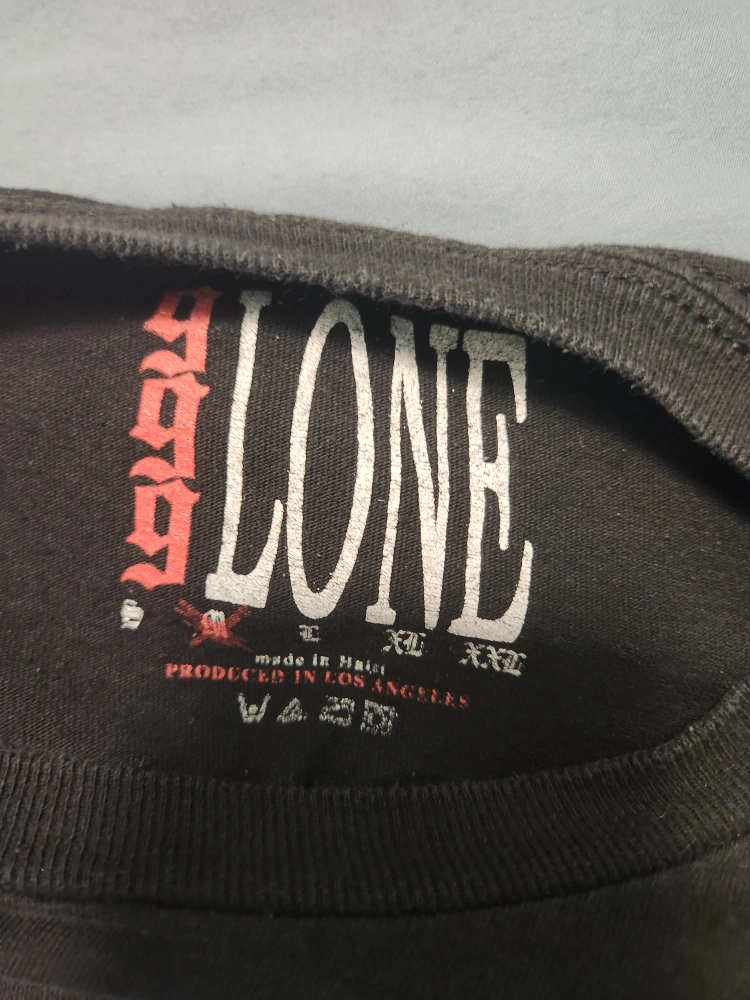 999
LONE
S M L XL XXL
made in Haiti
PRODUCED IN LOS ANGELES